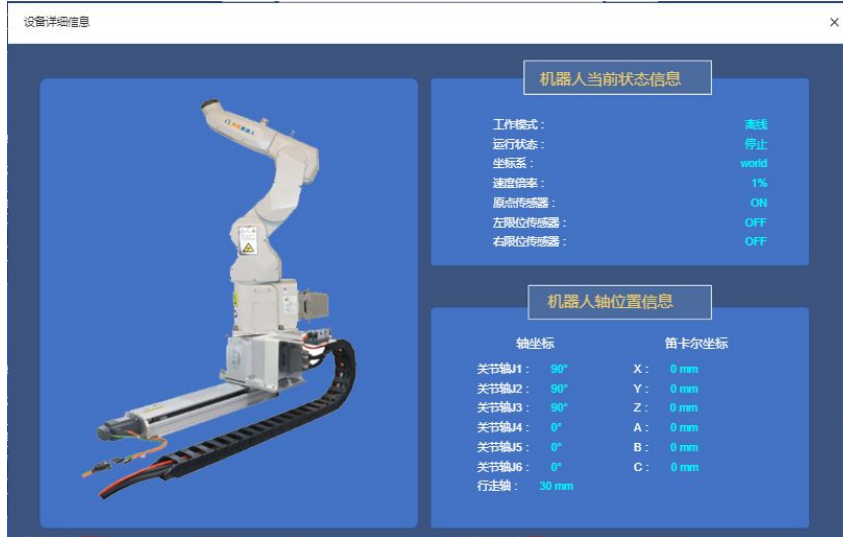 设备详细信息
×
机器人当前状态信息
工作模式： 离线
运行状态： 停止
坐标系： world
速度倍率： 1%
原点传感器： ON
左限位传感器： OFF
右限位传感器： OFF
机器人轴位置信息
轴坐标 笛卡尔坐标
关节轴J1： 90° X： 0 mm
关节轴J2： 90° Y： 0 mm
关节轴J3： 90° Z： 0 mm
关节轴J4： 0° A： 0 mm
关节轴J5： 0° B： 0 mm
关节轴J6： 0° C： 0 mm
行走轴： 30 mm